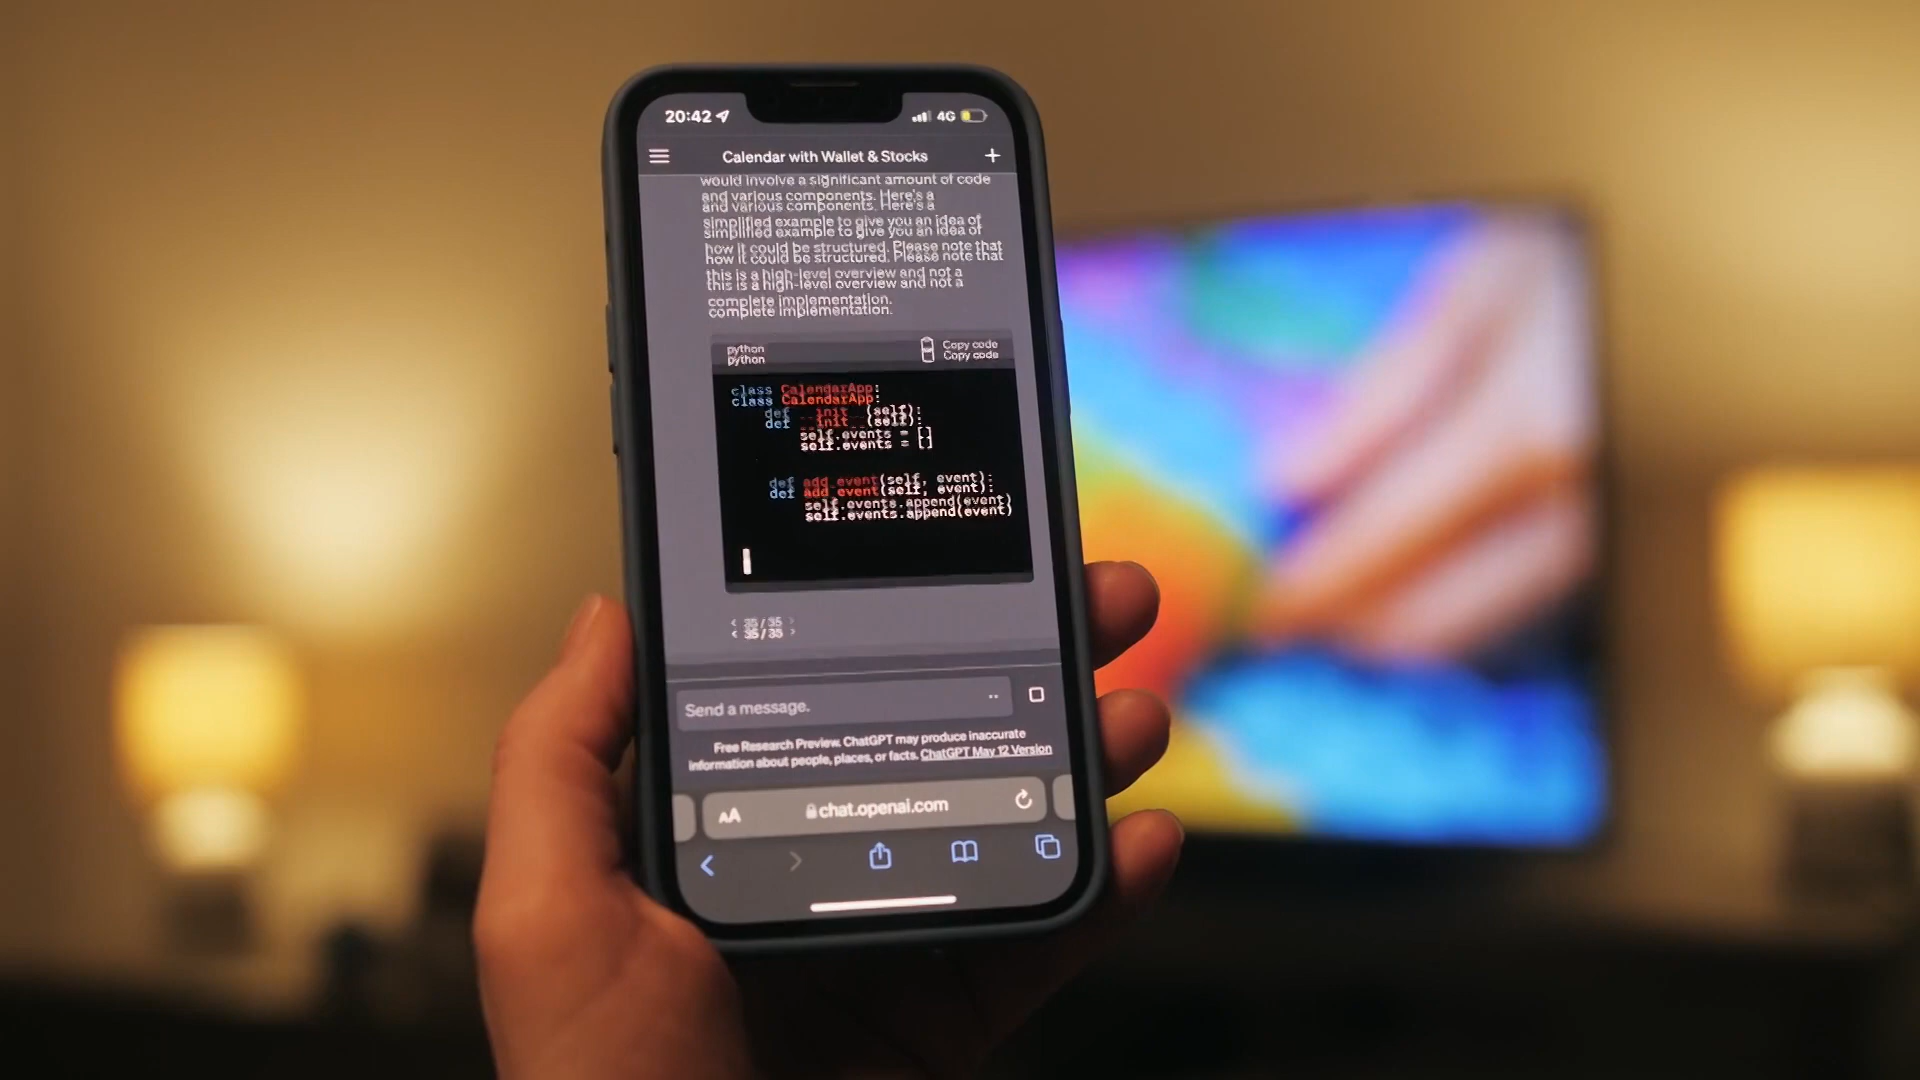 20:42 4G
Calendar with Wallet & Stocks +
would involve a significant amount of code
and various components. Here's a
simplified example to give you an idea of
how it could be structured. Please note that
this is a high-level overview and not a
complete implementation.
python Copy code
class CalendarApp:
def __init__(self):
self.events = []
def add_event(self, event):
self.events.append(event)
< 35 / 35 >
Send a message.
Free Research Preview. ChatGPT may produce inaccurate
information about people, places, or facts. ChatGPT May 12 Version
AA chat.openai.com